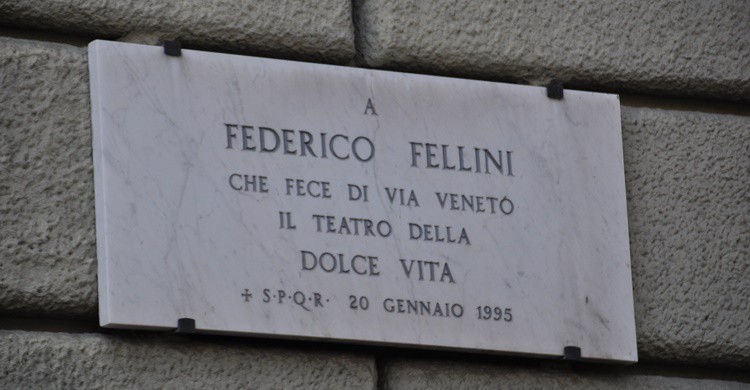 A
FEDERICO FELLINI
CHE FECE DI VIA VENETO
IL TEATRO DELLA
DOLCE VITA
☩ S·P·Q·R· 20 GENNAIO 1995